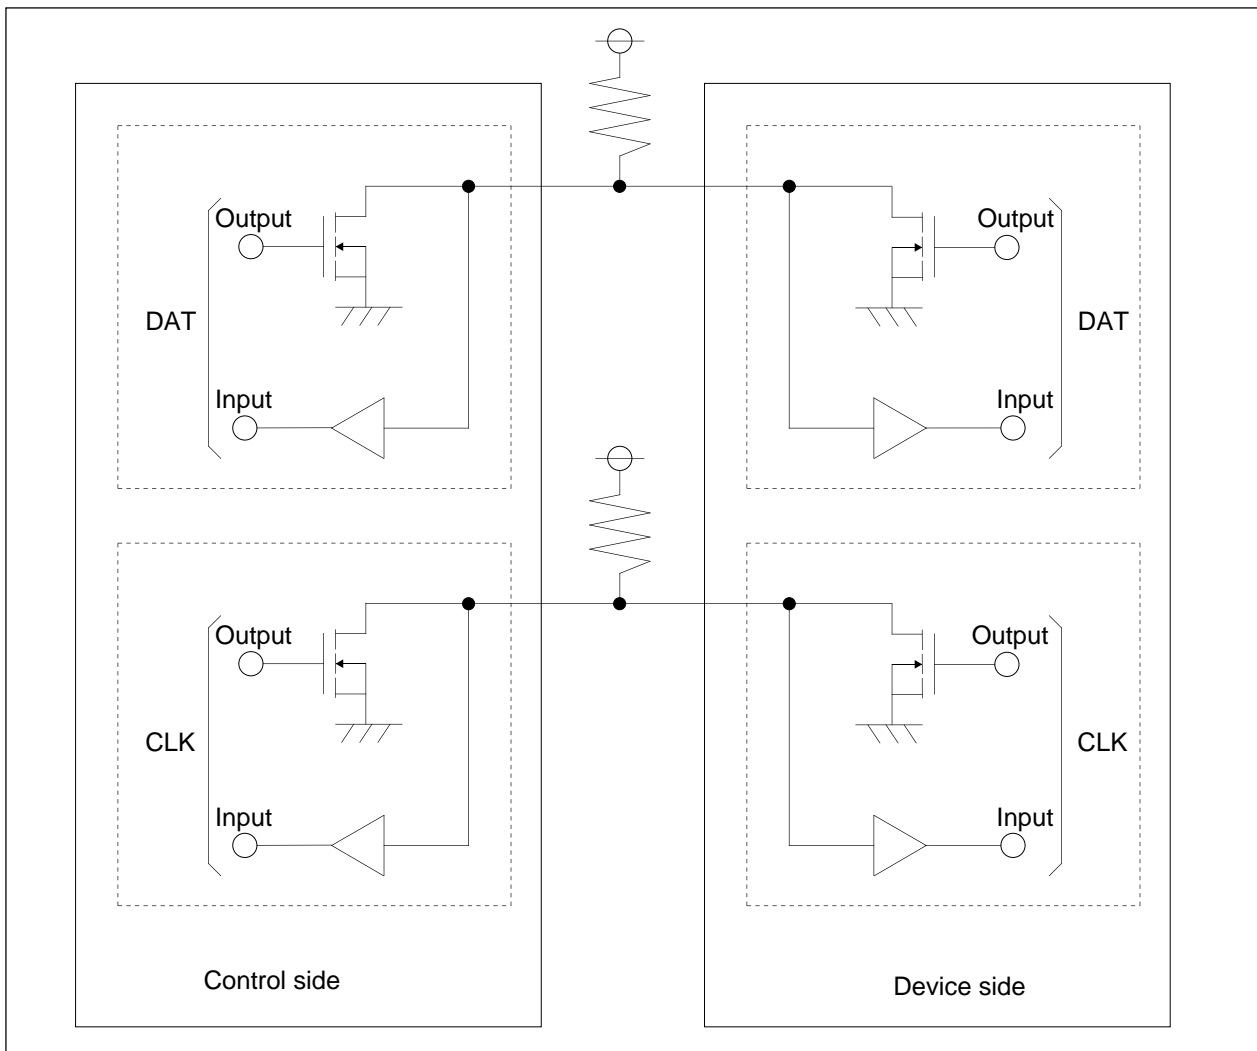 Output
DAT
Input
Output
DAT
Input
Output
CLK
Input
Output
CLK
Input
Control side
Device side